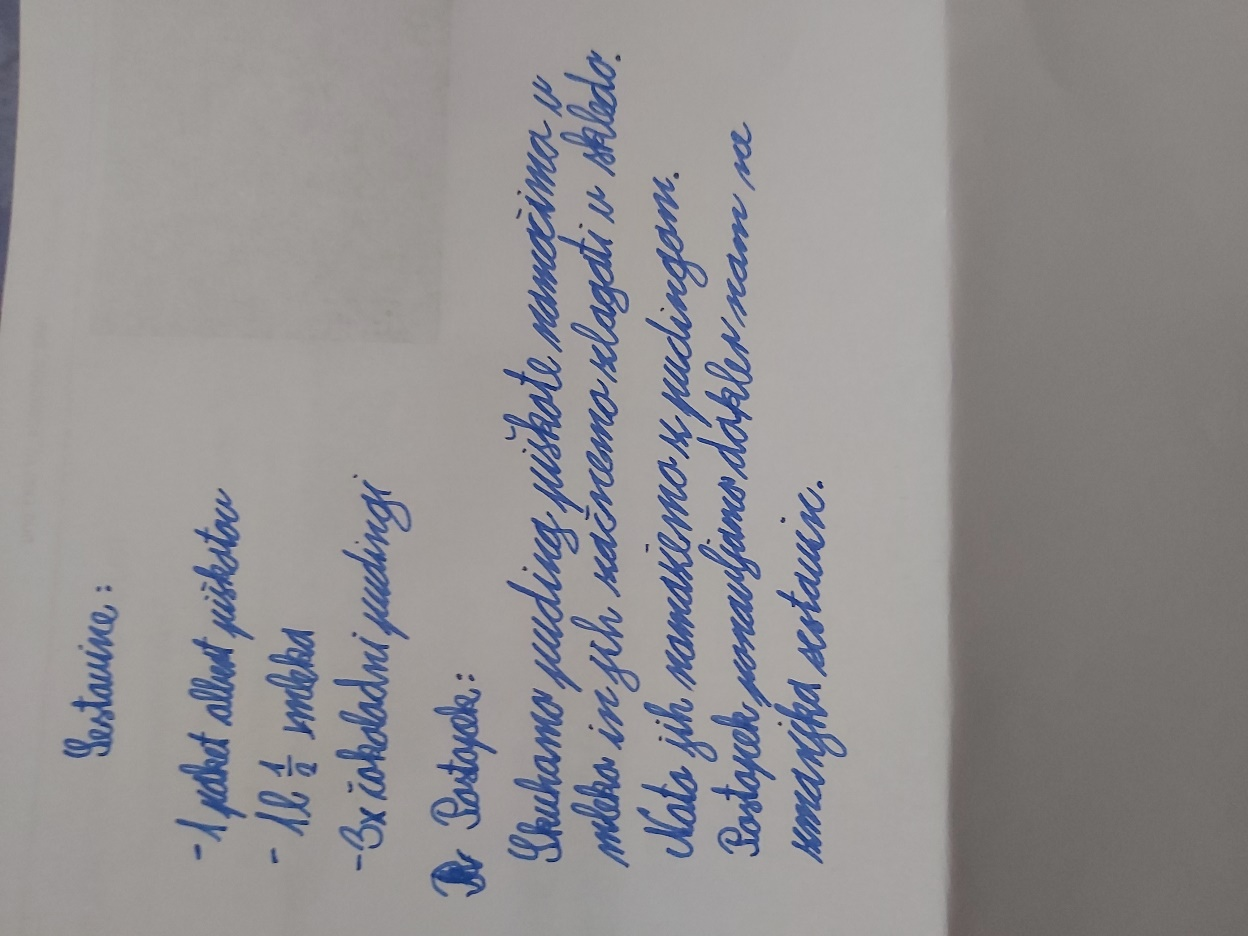 Sestavine:
- 1 paket albert piškotov
- 1l 1/2 mleka
- 3x čokoladni pudingi
Postopek:
Skuhamo puding piškote namočimo v
mleko in jih začnemo zlagati v skledo.
Nato jih namažemo z pudingom.
Postopek ponavljamo dokler nam ne
zmanjka sestavin.